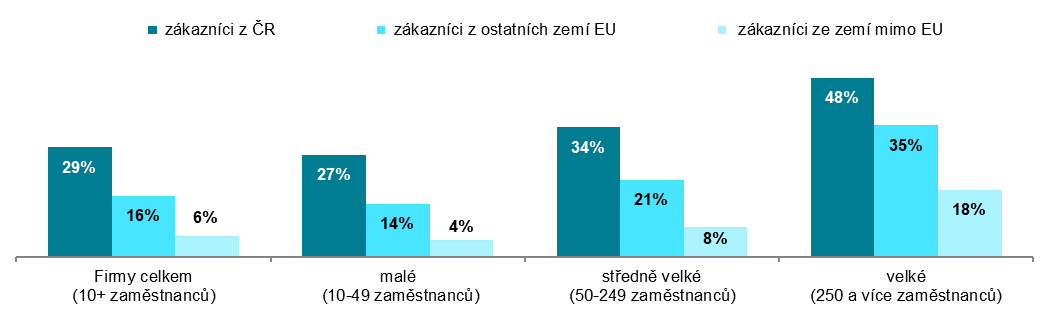 zákazníci z ČR
zákazníci z ostatních zemí EU
zákazníci ze zemí mimo EU
29%
16%
6%
27%
14%
4%
34%
21%
8%
48%
35%
18%
Firmy celkem
(10+ zaměstnanců)
malé
(10-49 zaměstnanců)
středně velké
(50-249 zaměstnanců)
velké
(250 a více zaměstnanců)